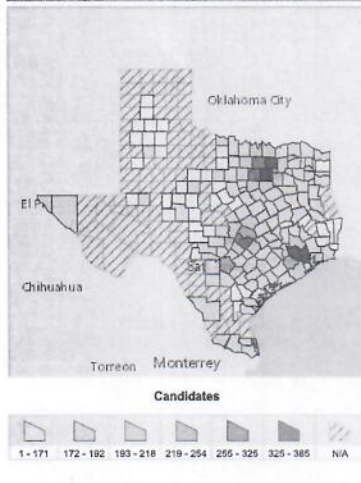 Oklahoma City
El P
Sa
Chihuahua
Torreon
Monterrey
Candidates
1 - 171
172 - 192
193 - 218
219 - 254
255 - 325
325 - 385
N/A